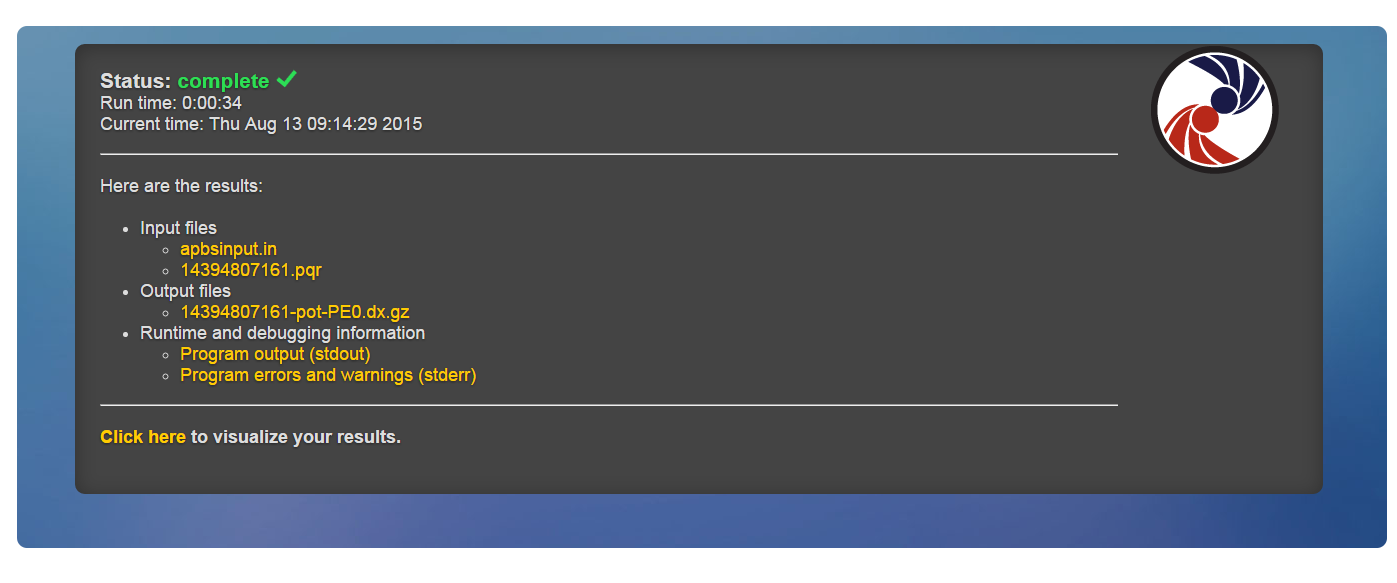 Status: complete
Run time: 0:00:34
Current time: Thu Aug 13 09:14:29 2015
Here are the results:
Input files
apbsinput.in
14394807161.pqr
Output files
14394807161-pot-PE0.dx.gz
Runtime and debugging information
Program output (stdout)
Program errors and warnings (stderr)
Click here to visualize your results.